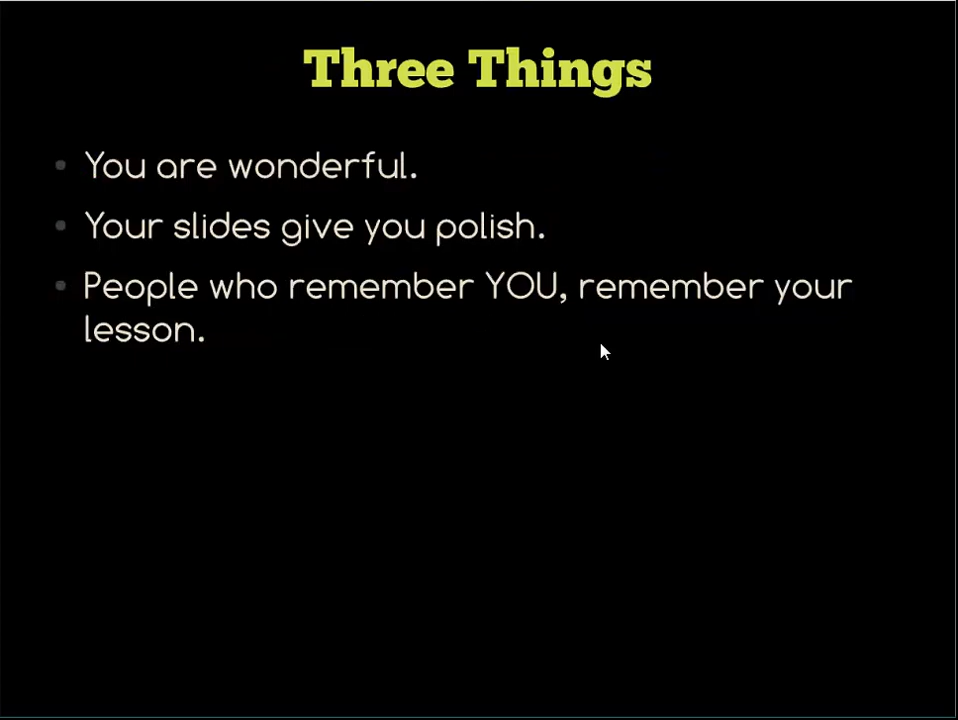 Three Things
• You are wonderful.
• Your slides give you polish.
• People who remember YOU, remember your
lesson.